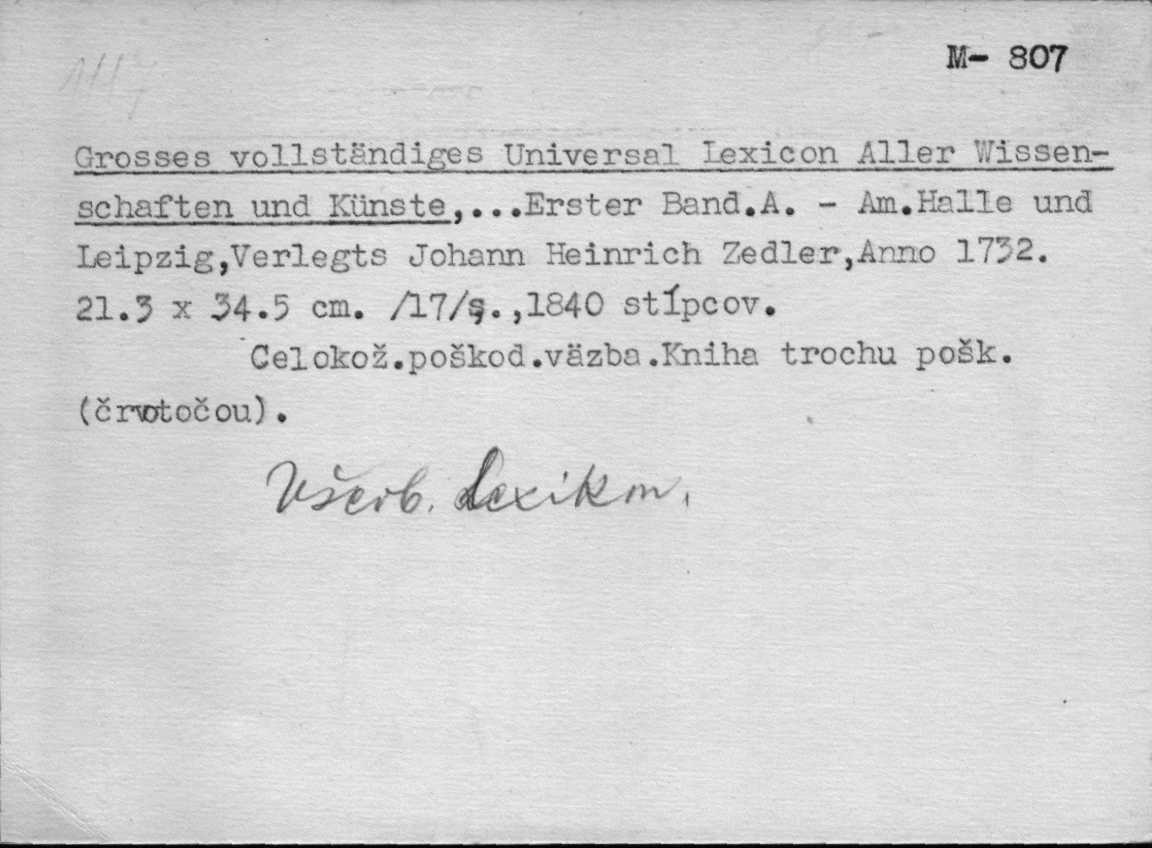 M- 807
Grosses vollständiges Universal Lexicon Aller Wissen-
schaften und Künste,...Erster Band.A. - Am.Halle und
Leipzig,Verlegts Johann Heinrich Zedler,Anno 1732.
21.3 x 34.5 cm. /17/s.,1840 stĺpcov.
Celokož.poškod.väzba.Kniha trochu pošk.
(črvotočou).
Všeob. Lexikon.